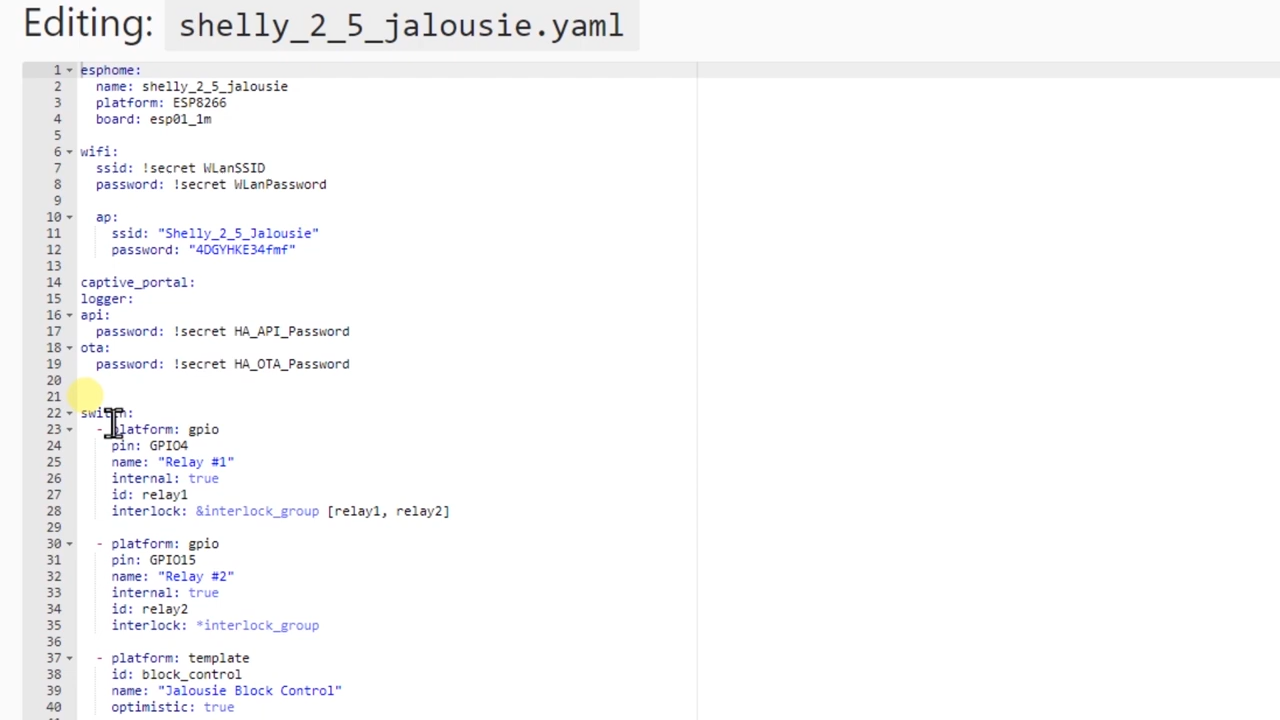 Editing: shelly_2_5_jalousie.yaml
1 esphome:
2 name: shelly_2_5_jalousie
3 platform: ESP8266
4 board: esp01_1m
5
6 wifi:
7 ssid: !secret WLanSSID
8 password: !secret WLanPassword
9
10 ap:
11 ssid: "Shelly_2_5_Jalousie"
12 password: "4DGYHKE34fmf"
13
14 captive_portal:
15 logger:
16 api:
17 password: !secret HA_API_Password
18 ota:
19 password: !secret HA_OTA_Password
20
21
22 switch:
23 - platform: gpio
24 pin: GPIO4
25 name: "Relay #1"
26 internal: true
27 id: relay1
28 interlock: &interlock_group [relay1, relay2]
29
30 - platform: gpio
31 pin: GPIO15
32 name: "Relay #2"
33 internal: true
34 id: relay2
35 interlock: *interlock_group
36
37 - platform: template
38 id: block_control
39 name: "Jalousie Block Control"
40 optimistic: true